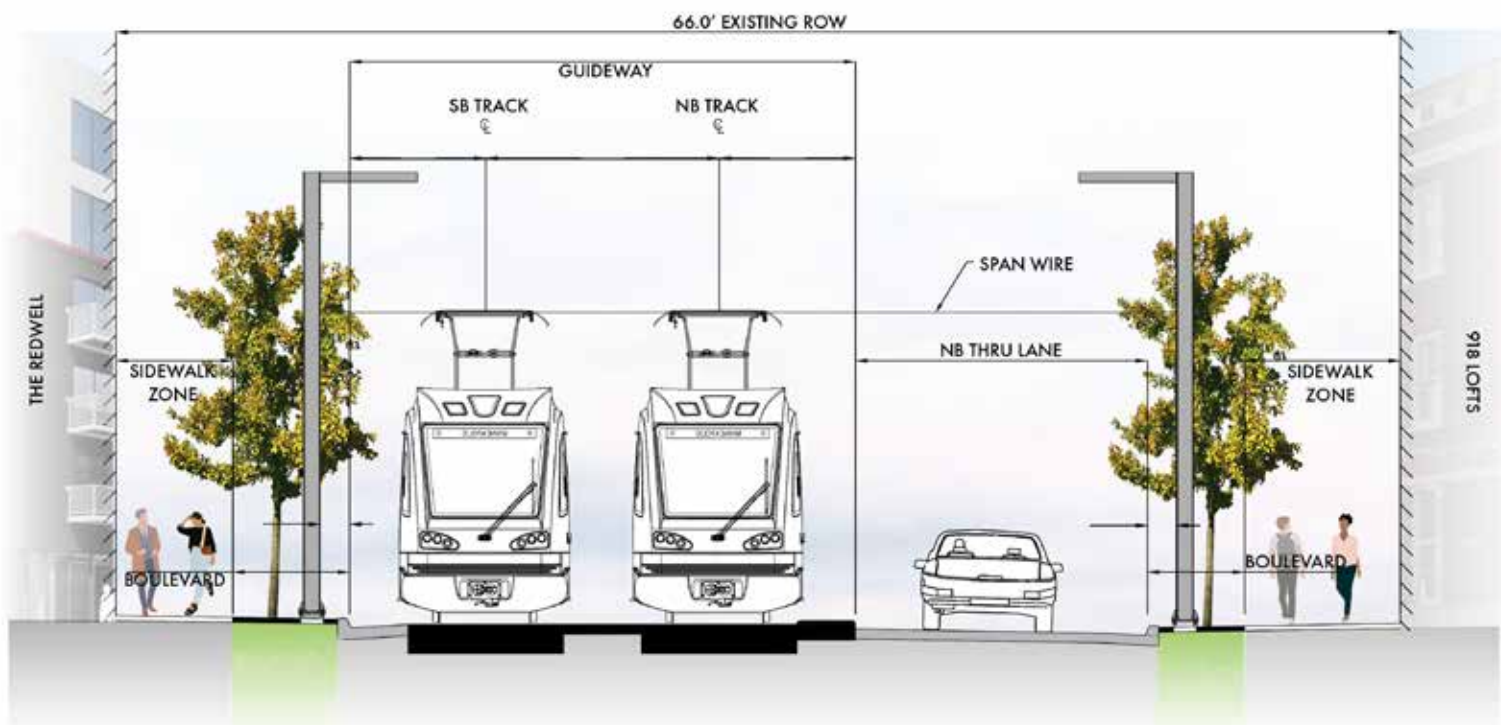 66.0' EXISTING ROW
GUIDEWAY
SB TRACK
NB TRACK
SPAN WIRE
NB THRU LANE
SIDEWALK
ZONE
SIDEWALK
ZONE
THE REDWELL
918 LOFTS
BOULEVARD
BOULEVARD